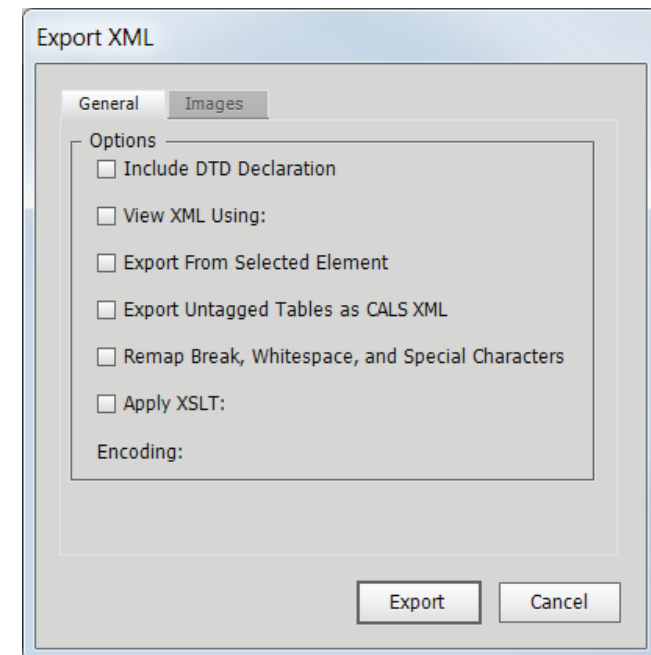 Export XML
General Images
Options
Include DTD Declaration
View XML Using:
Export From Selected Element
Export Untagged Tables as CALS XML
Remap Break, Whitespace, and Special Characters
Apply XSLT:
Encoding:
Export Cancel